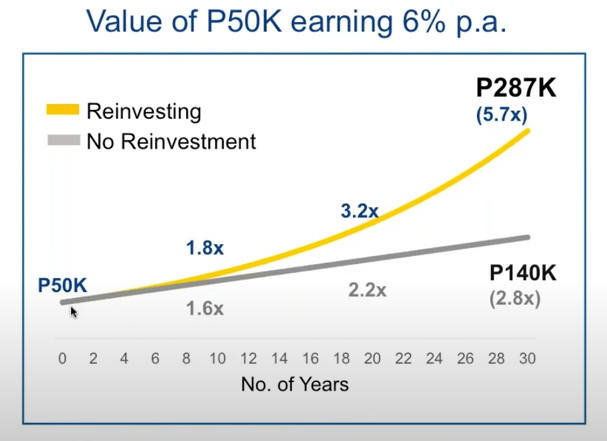 Value of P50K earning 6% p.a.
Reinvesting
No Reinvestment
P287K
(5.7x)
3.2x
1.8x
P50K
1.6x
2.2x
P140K
(2.8x)
0 2 4 6 8 10 12 14 16 18 20 22 24 26 28 30
No. of Years